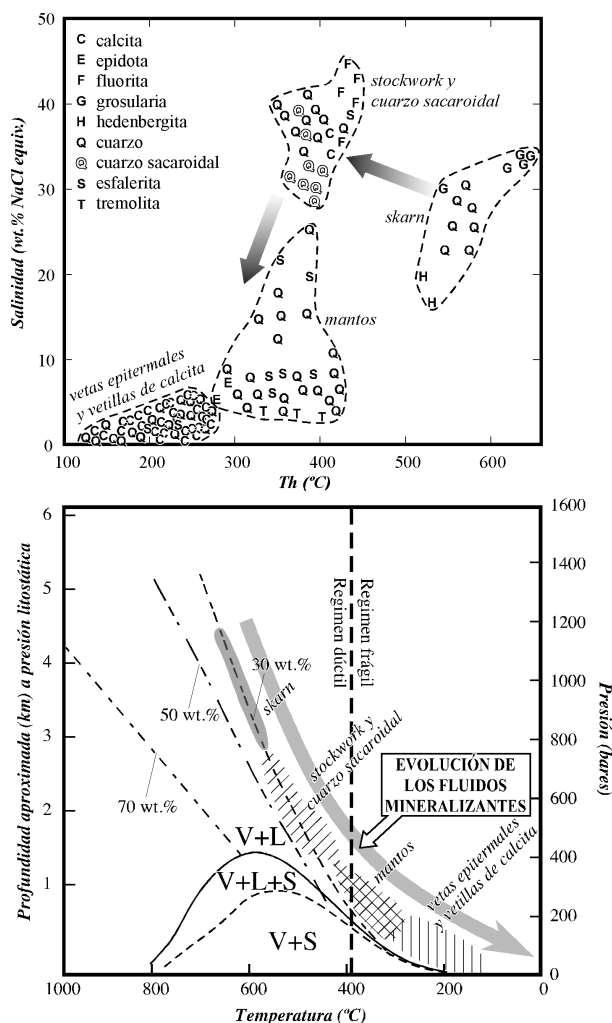 50
40
30
20
10
0
Salinidad (wt.% NaCl equiv.)
C calcita
E epidota
F fluorita
G grosularia
H hedenbergita
Q cuarzo
Q cuarzo sacaroidal
S esfalerita
T tremolita
stockwork y
cuarzo sacaroidal
skarn
mantos
vetas epitermales
y vetillas de calcita
100 200 300 400 500 600
Th (ºC)
6
5
4
3
2
1
Profundidad aproximada (km) a presión litostática
1600
1400
1200
1000
800
600
400
200
0
Presión (bares)
Regimen dúctil
Regimen frágil
30 wt.%
50 wt.%
70 wt.%
skarn
stockwork y
cuarzo sacaroidal
EVOLUCIÓN DE
LOS FLUIDOS
MINERALIZANTES
mantos
vetas epitermales
y vetillas de calcita
V+L
V+L+S
V+S
1000 800 600 400 200 0
Temperatura (ºC)